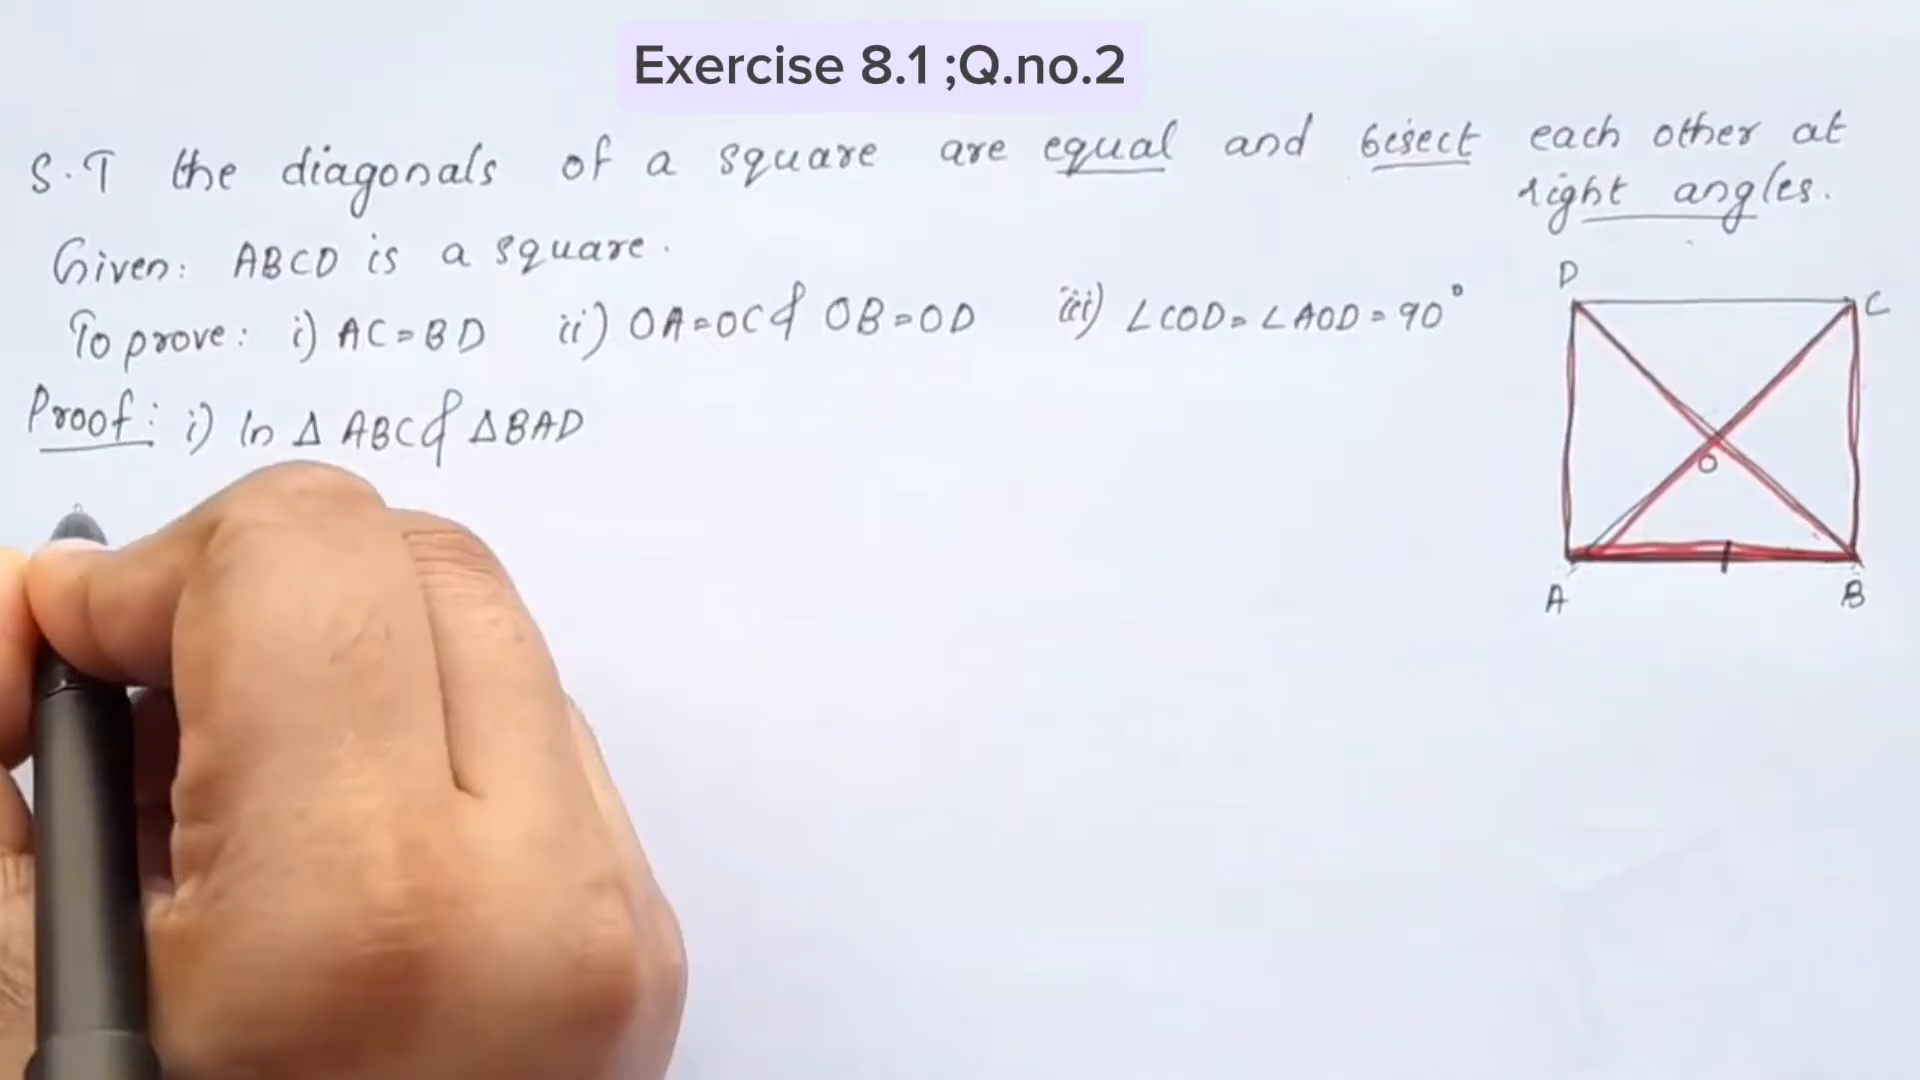 Exercise 8.1 ;Q.no.2
S.T the diagonals of a square are equal and bisect each other at
right angles.
Given: ABCD is a square.
To prove: i) AC=BD ii) OA=OC & OB=OD iii) ∠COD=∠AOD=90°
Proof: i) In Δ ABC & ΔBAD
D
C
O
A
B